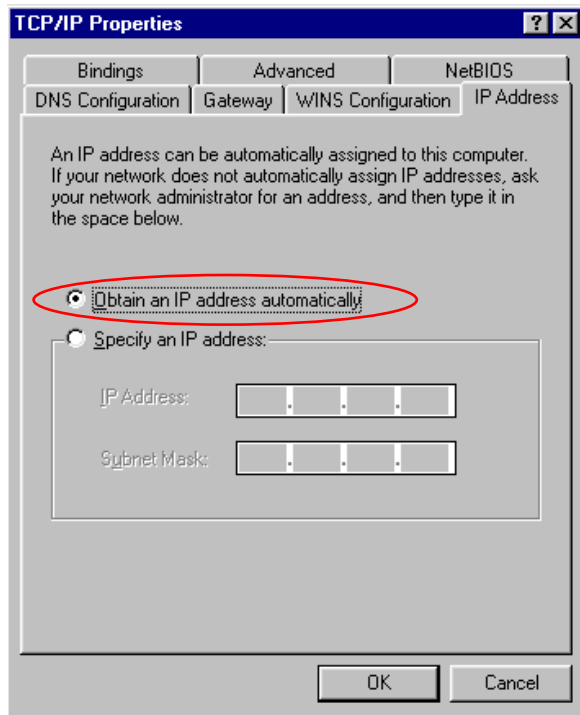 TCP/IP Properties
Bindings Advanced NetBIOS
DNS Configuration Gateway WINS Configuration IP Address
An IP address can be automatically assigned to this computer.
If your network does not automatically assign IP addresses, ask
your network administrator for an address, and then type it in
the space below.
Obtain an IP address automatically
Specify an IP address:
IP Address:
. . .
Subnet Mask:
. . .
OK Cancel